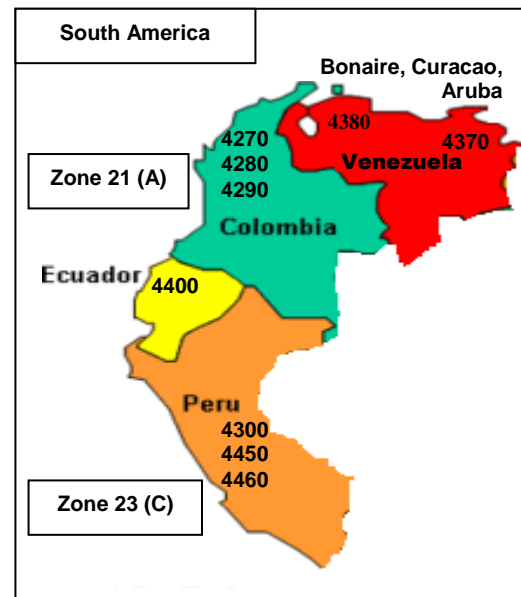 South America
Bonaire, Curacao,
Aruba
4380
4370
Venezuela
4270
4280
4290
Zone 21 (A)
Colombia
Ecuador
4400
Peru
4300
4450
4460
Zone 23 (C)